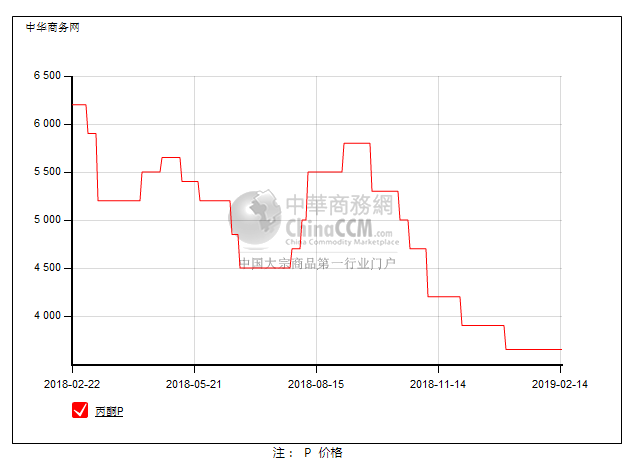 中华商务网
6 500
6 000
5 500
5 000
4 500
4 000
中華商務網
ChinaCCM.com
China Commodity Marketplace
中国大宗商品第一行业门户
2018-02-22 2018-05-21 2018-08-15 2018-11-14 2019-02-14
丙酮P
注： P 价格